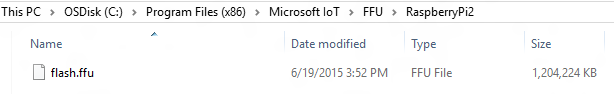 This PC > OSDisk (C:) > Program Files (x86) > Microsoft IoT > FFU > RaspberryPi2
Name Date modified Type Size
flash.ffu 6/19/2015 3:52 PM FFU File 1,204,224 KB